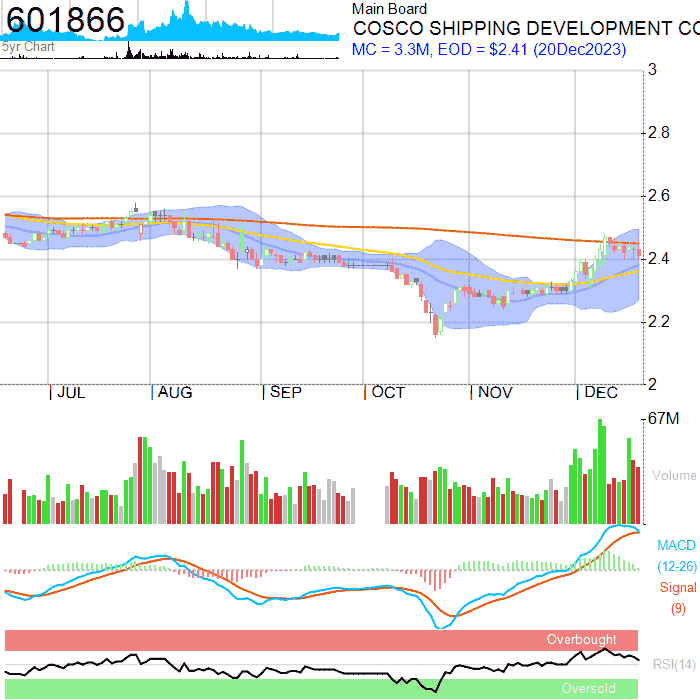 601866
5yr Chart
Main Board
COSCO SHIPPING DEVELOPMENT CO
MC = 3.3M, EOD = $2.41 (20Dec2023)
3
2.8
2.6
2.4
2.2
2
JUL AUG SEP OCT NOV DEC
67M
Volume
MACD
(12-26)
Signal
(9)
Overbought
RSI(14)
Oversold